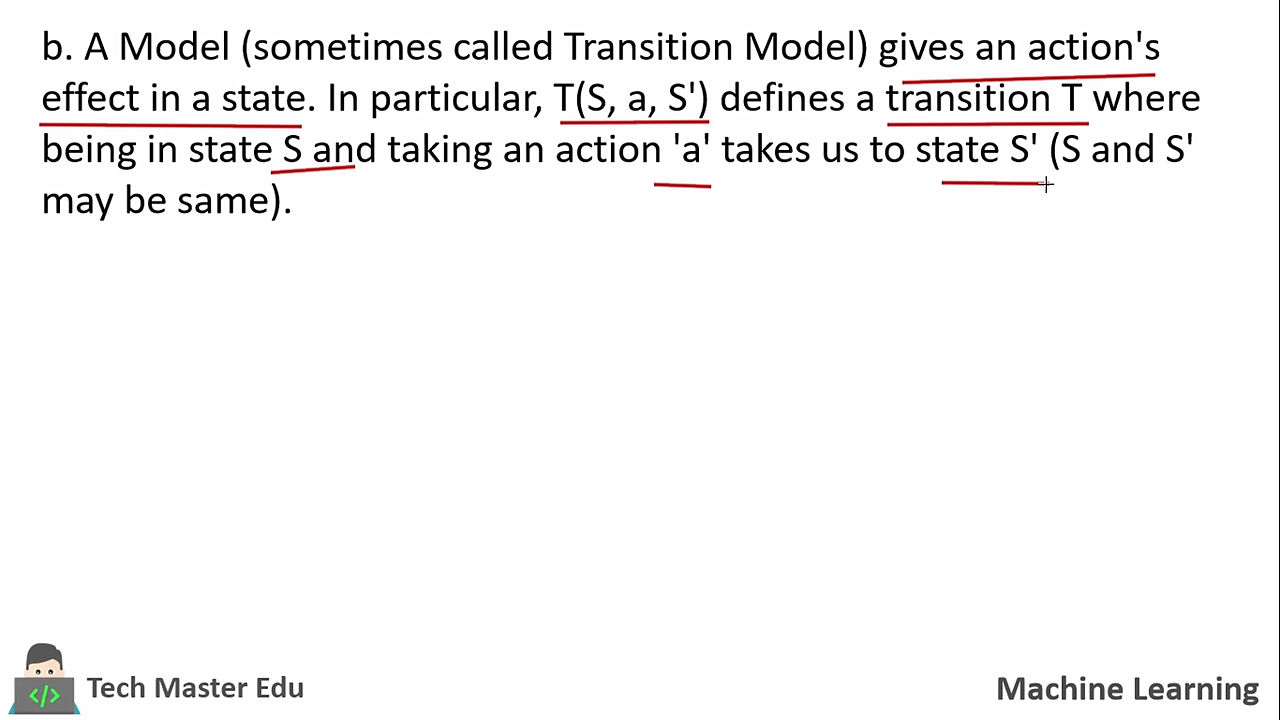 b. A Model (sometimes called Transition Model) gives an action's
effect in a state. In particular, T(S, a, S') defines a transition T where
being in state S and taking an action 'a' takes us to state S' (S and S'
may be same).
</>
Tech Master Edu
Machine Learning